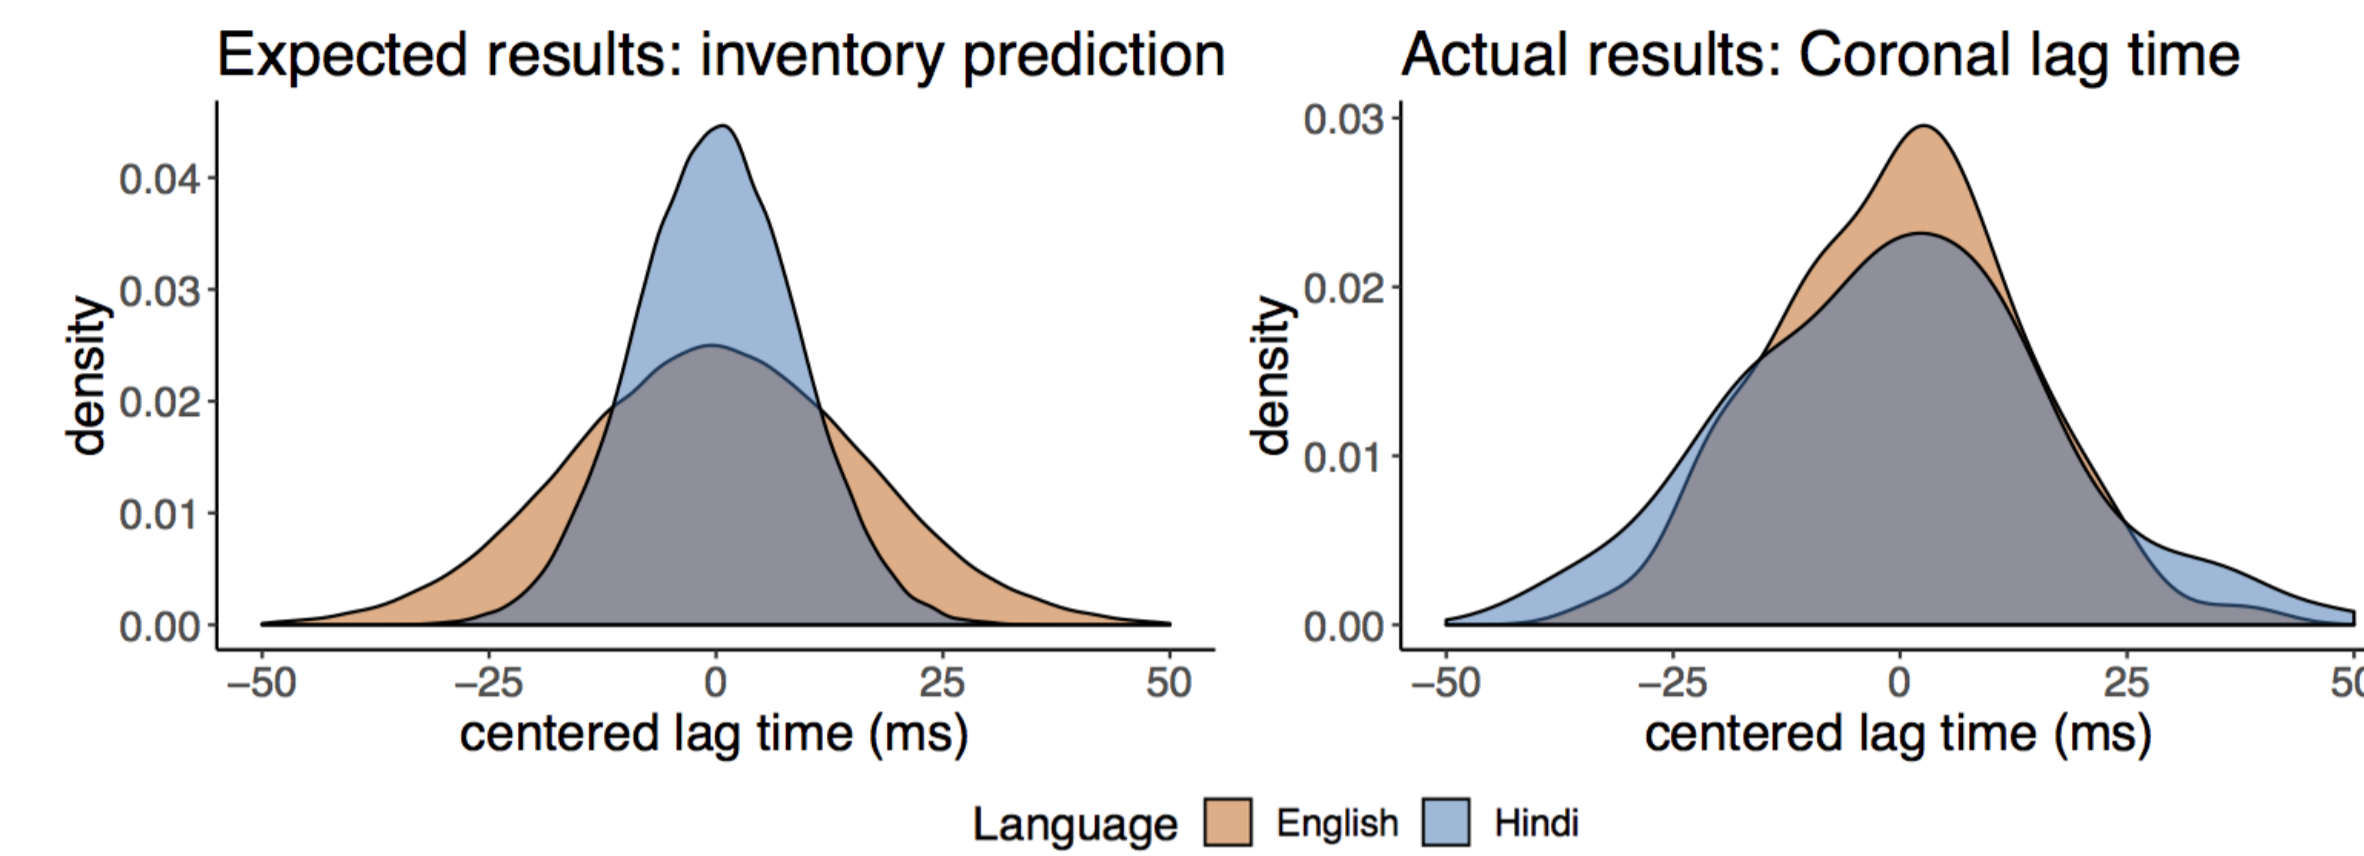 Expected results: inventory prediction
density
0.04
0.03
0.02
0.01
0.00
−50 −25 0 25 50
centered lag time (ms)
Actual results: Coronal lag time
density
0.03
0.02
0.01
0.00
−50 −25 0 25 50
centered lag time (ms)
Language English Hindi